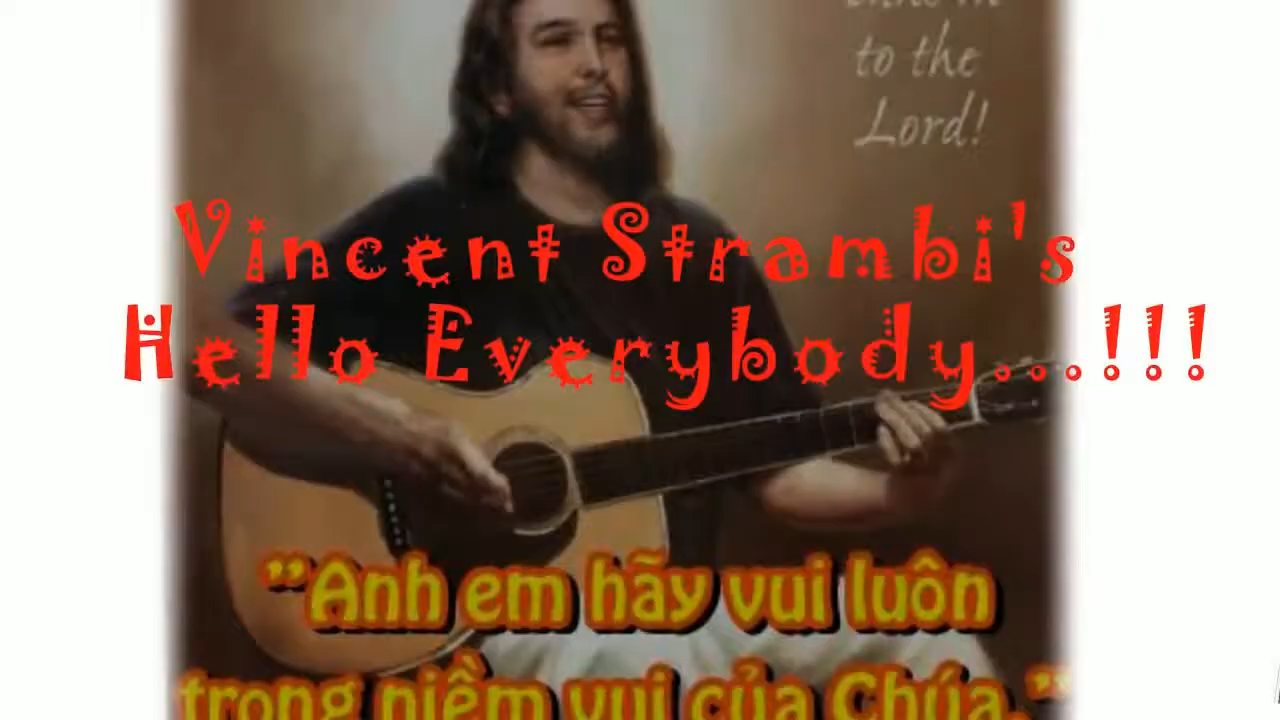 to the
Lord!
Vincent Strambi's
Hello Everybody...!!!
"Anh em hãy vui luôn
trong niềm vui của Chúa."